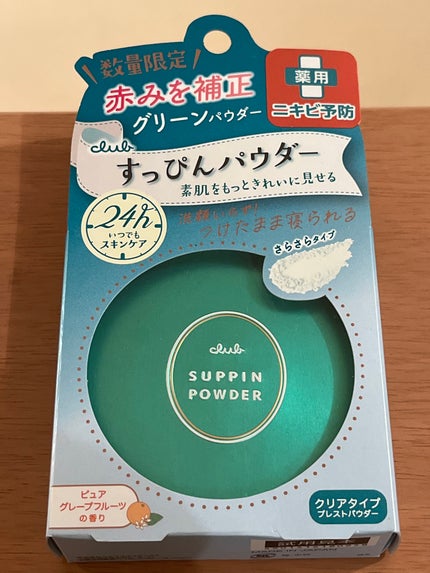 数量限定
赤みを補正
グリーンパウダー
薬用
ニキビ予防
club
すっぴんパウダー
素肌をもっときれいに見せる
24h
いつでも
スキンケア
洗顔いらず!
つけたまま寝られる
さらさらタイプ
club
SUPPIN
POWDER
ピュア
グレープフルーツ
の香り
クリアタイプ
プレストパウダー